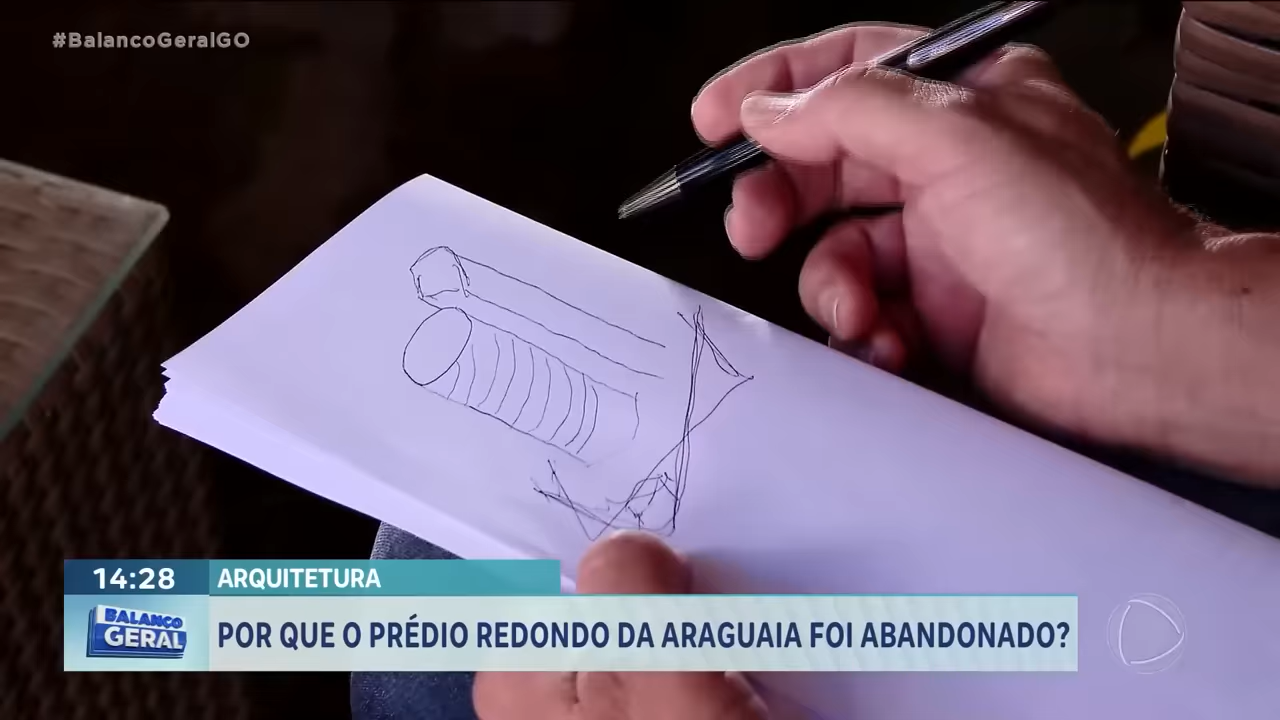 #BalancoGeralGO
14:28 ARQUITETURA
BALANÇO
GERAL
POR QUE O PRÉDIO REDONDO DA ARAGUAIA FOI ABANDONADO?